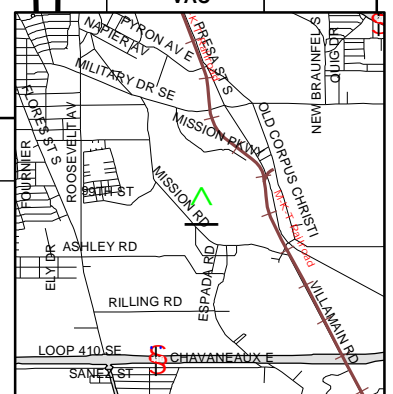 PYRON AV E
NAPIER AV
PRESA ST S
NEW BRAUNFELS S
QUIG DR
MILITARY DR SE
FLORES ST S
ROOSEVELT AV
MISSION PKWY
OLD CORPUS CHRISTI
FOURNIER
99TH ST
MISSION RD
M-K-T Railroad
ASHLEY RD
ELY DR
ESPADA RD
RILLING RD
VILLAMAIN RD
LOOP 410 SE
CHAVANEAUX E
SANEZ ST